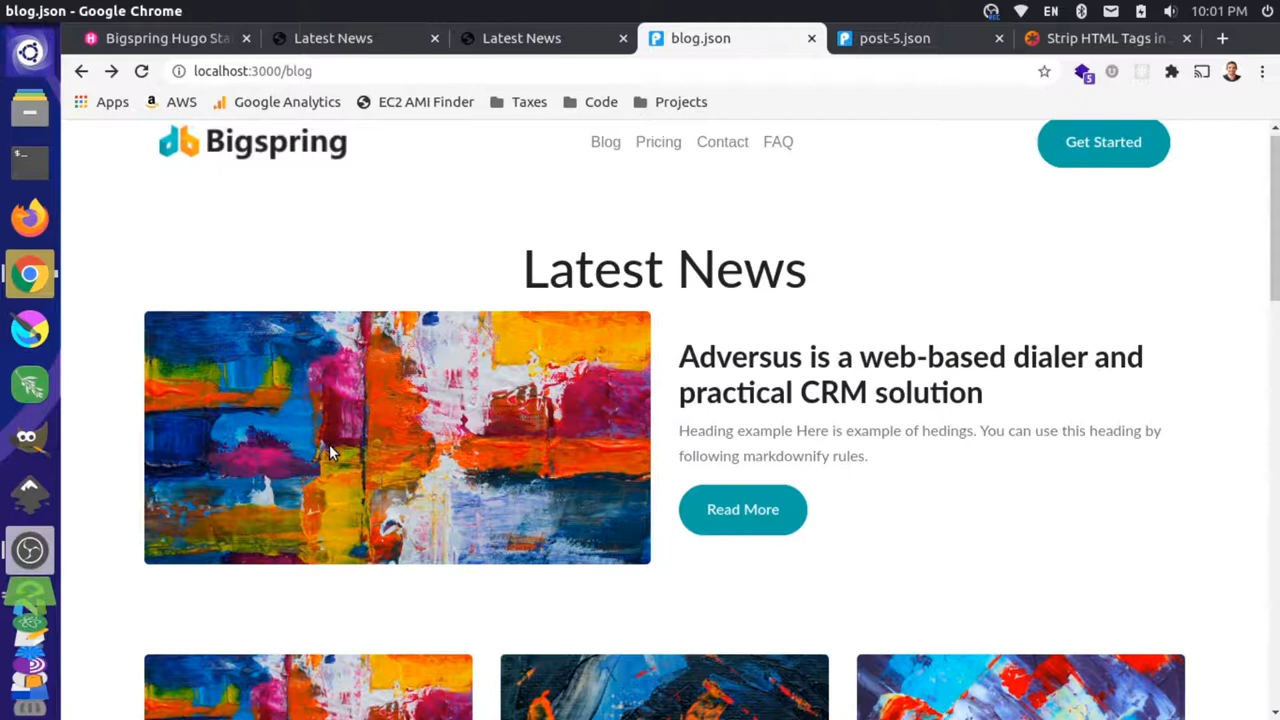 blog.json - Google Chrome
EN
10:01 PM
Bigspring Hugo Sta
Latest News
Latest News
blog.json
post-5.json
Strip HTML Tags in
localhost:3000/blog
5
Apps
AWS
Google Analytics
EC2 AMI Finder
Taxes
Code
Projects
Bigspring
Blog
Pricing
Contact
FAQ
Get Started
Latest News
Adversus is a web-based dialer and
practical CRM solution
Heading example Here is example of hedings. You can use this heading by
following markdownify rules.
Read More